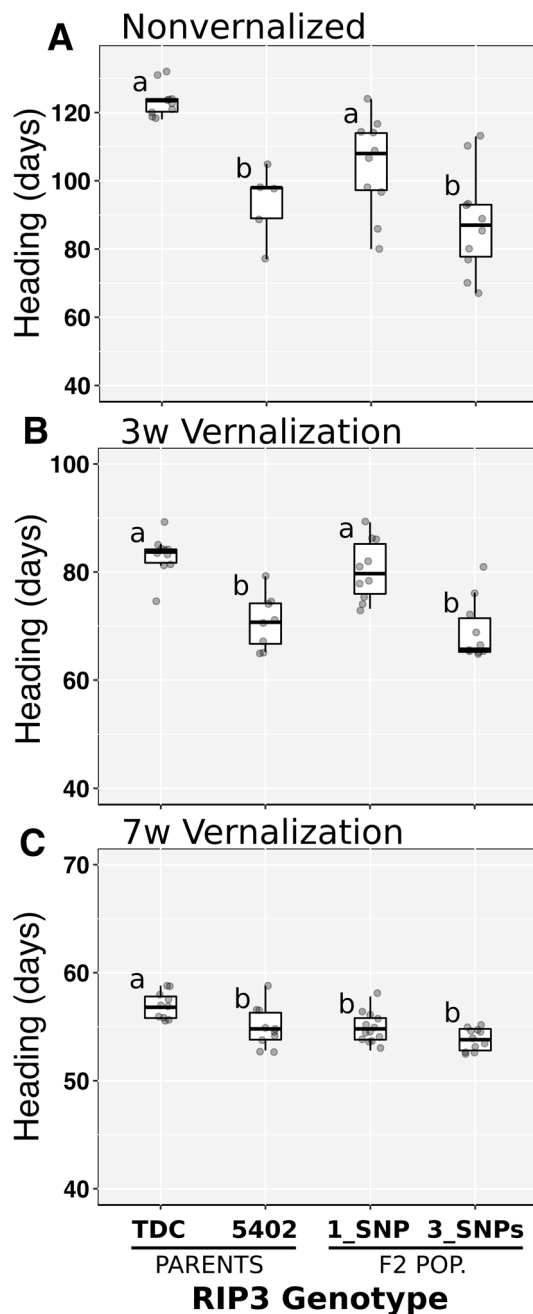 A Nonvernalized
Heading (days)
120
100
80
60
40
a
b
a
b
B 3w Vernalization
Heading (days)
100
80
60
40
a
b
a
b
C 7w Vernalization
Heading (days)
70
60
50
40
a
b
b
b
TDC 5402 1_SNP 3_SNPs
PARENTS F2 POP.
RIP3 Genotype